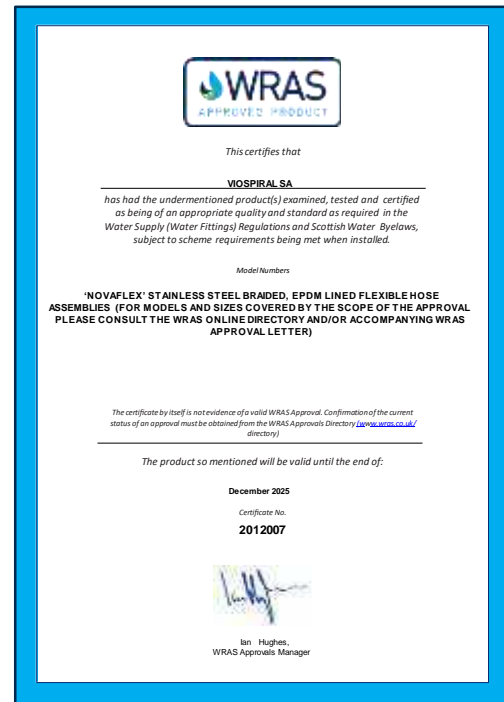 WRAS
APPROVED PRODUCT
This certifies that
VIOSPIRAL SA
has had the undermentioned product(s) examined, tested and certified
as being of an appropriate quality and standard as required in the
Water Supply (Water Fittings) Regulations and Scottish Water Byelaws,
subject to scheme requirements being met when installed.
Model Numbers
‘NOVAFLEX’ STAINLESS STEEL BRAIDED, EPDM LINED FLEXIBLE HOSE
ASSEMBLIES (FOR MODELS AND SIZES COVERED BY THE SCOPE OF THE APPROVAL
PLEASE CONSULT THE WRAS ONLINE DIRECTORY AND/OR ACCOMPANYING WRAS
APPROVAL LETTER)
The certificate by itself is not evidence of a valid WRAS Approval. Confirmation of the current
status of an approval must be obtained from the WRAS Approvals Directory (www.wras.co.uk/
directory)
The product so mentioned will be valid until the end of:
December 2025
Certificate No.
2012007
Ian Hughes,
WRAS Approvals Manager